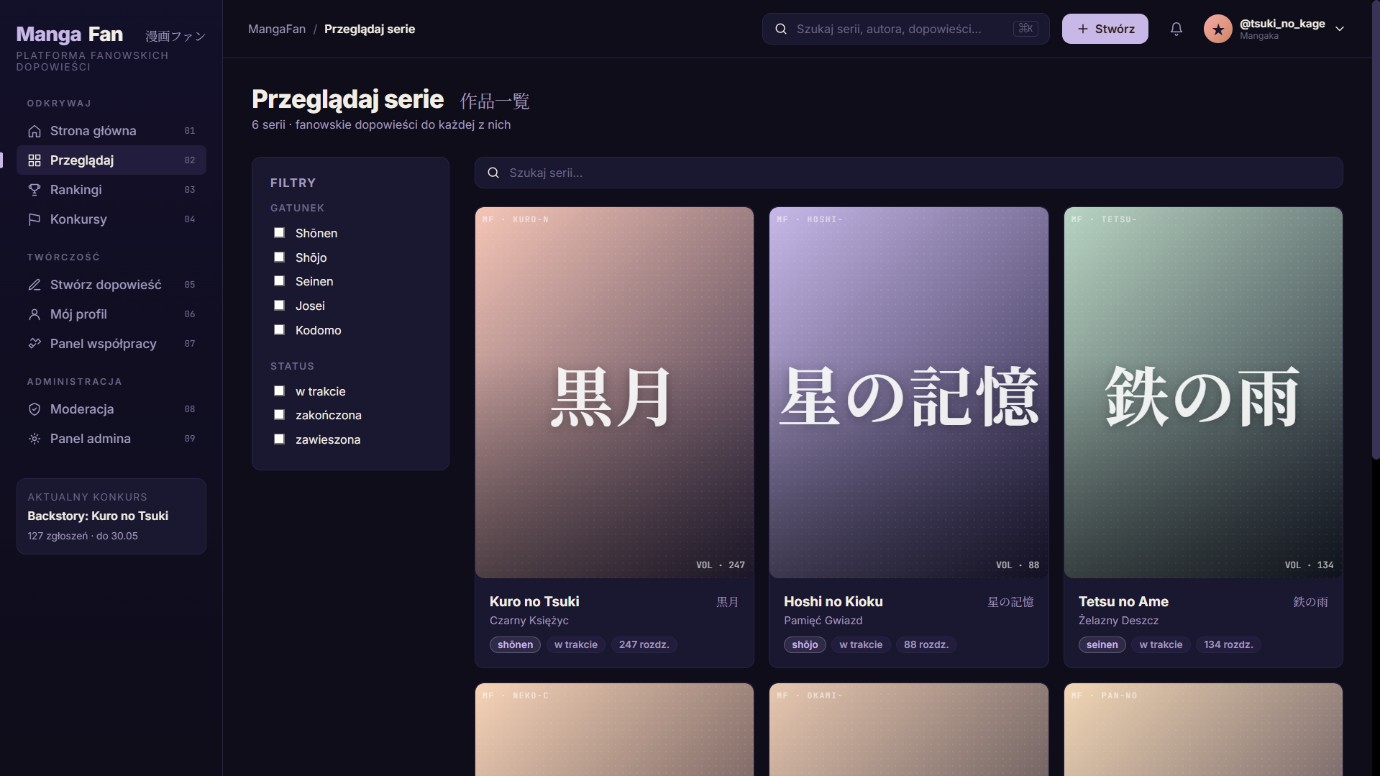 Manga Fan 漫画ファン
PLATFORMA FANOWSKICH
DOPOWIEŚCI
ODKRYWAJ
Strona główna 01
Przeglądaj 02
Rankingi 03
Konkursy 04
TWÓRCZOŚĆ
Stwórz dopowieść 05
Mój profil 06
Panel współpracy 07
ADMINISTRACJA
Moderacja 08
Panel admina 09
AKTUALNY KONKURS
Backstory: Kuro no Tsuki
127 zgłoszeń · do 30.05
MangaFan / Przeglądaj serie
Szukaj serii, autora, dopowieści... ⌘K
+ Stwórz
@tsuki_no_kage
Mangaka
Przeglądaj serie 作品一覧
6 serii · fanowskie dopowieści do każdej z nich
FILTRY
GATUNEK
Shōnen
Shōjo
Seinen
Josei
Kodomo
STATUS
w trakcie
zakończona
zawieszona
Szukaj serii...
MF · KURO-N
黒月
VOL · 247
Kuro no Tsuki 黒月
Czarny Księżyc
shōnen w trakcie 247 rozdz.
MF · HOSHI-
星の記憶
VOL · 88
Hoshi no Kioku 星の記憶
Pamięć Gwiazd
shōjo w trakcie 88 rozdz.
MF · TETSU-
鉄の雨
VOL · 134
Tetsu no Ame 鉄の雨
Żelazny Deszcz
seinen w trakcie 134 rozdz.
MF · NEKO-C
MF · OKAMI-
MF · PAN-NO